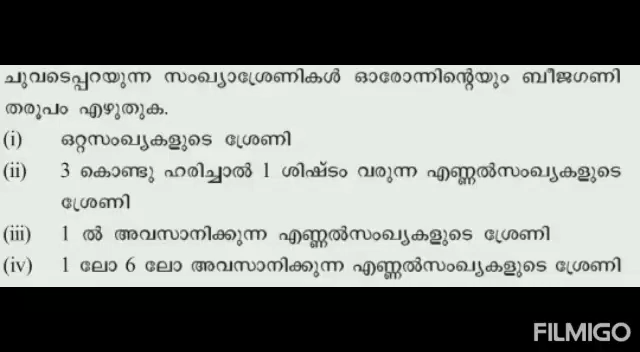 ചുവടെപ്പറയുന്ന സംഖ്യാശ്രേണികൾ ഓരോന്നിന്റെയും ബീജഗണി
തരൂപം എഴുതുക.
(i) ഒറ്റസംഖ്യകളുടെ ശ്രേണി
(ii) 3 കൊണ്ടു ഹരിച്ചാൽ 1 ശിഷ്ടം വരുന്ന എണ്ണൽസംഖ്യകളുടെ
ശ്രേണി
(iii) 1 ൽ അവസാനിക്കുന്ന എണ്ണൽസംഖ്യകളുടെ ശ്രേണി
(iv) 1 ലോ 6 ലോ അവസാനിക്കുന്ന എണ്ണൽസംഖ്യകളുടെ ശ്രേണി
FILMIGO